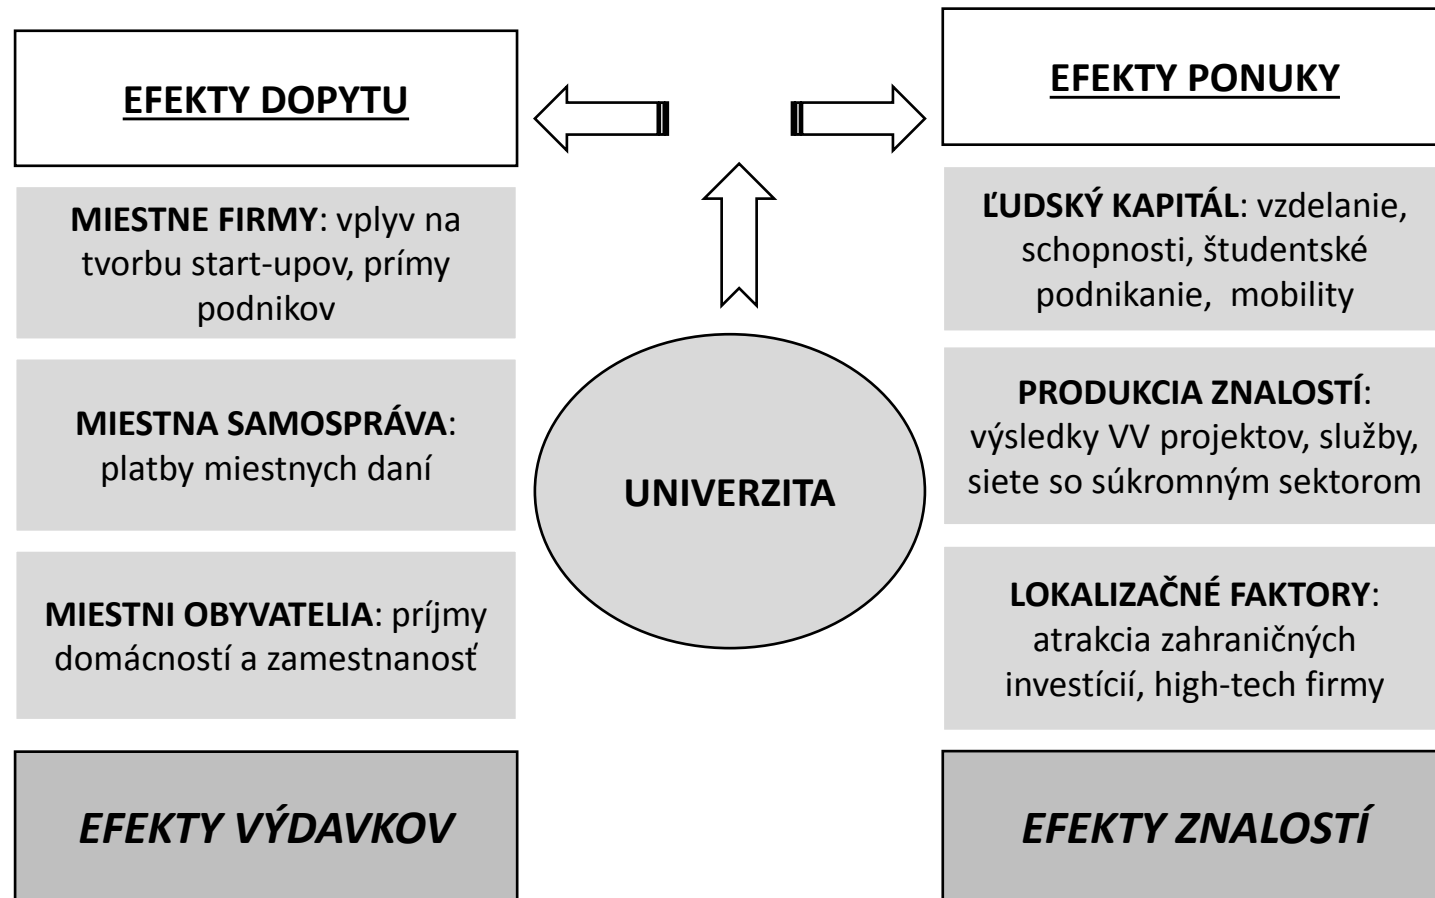 EFEKTY DOPYTU
MIESTNE FIRMY: vplyv na
tvorbu start-upov, prímy
podnikov
MIESTNA SAMOSPRÁVA:
platby miestnych daní
MIESTNI OBYVATELIA: príjmy
domácností a zamestnanosť
EFEKTY VÝDAVKOV
UNIVERZITA
EFEKTY PONUKY
ĽUDSKÝ KAPITÁL: vzdelanie,
schopnosti, študentské
podnikanie, mobility
PRODUKCIA ZNALOSTÍ:
výsledky VV projektov, služby,
siete so súkromným sektorom
LOKALIZAČNÉ FAKTORY:
atrakcia zahraničných
investícií, high-tech firmy
EFEKTY ZNALOSTÍ